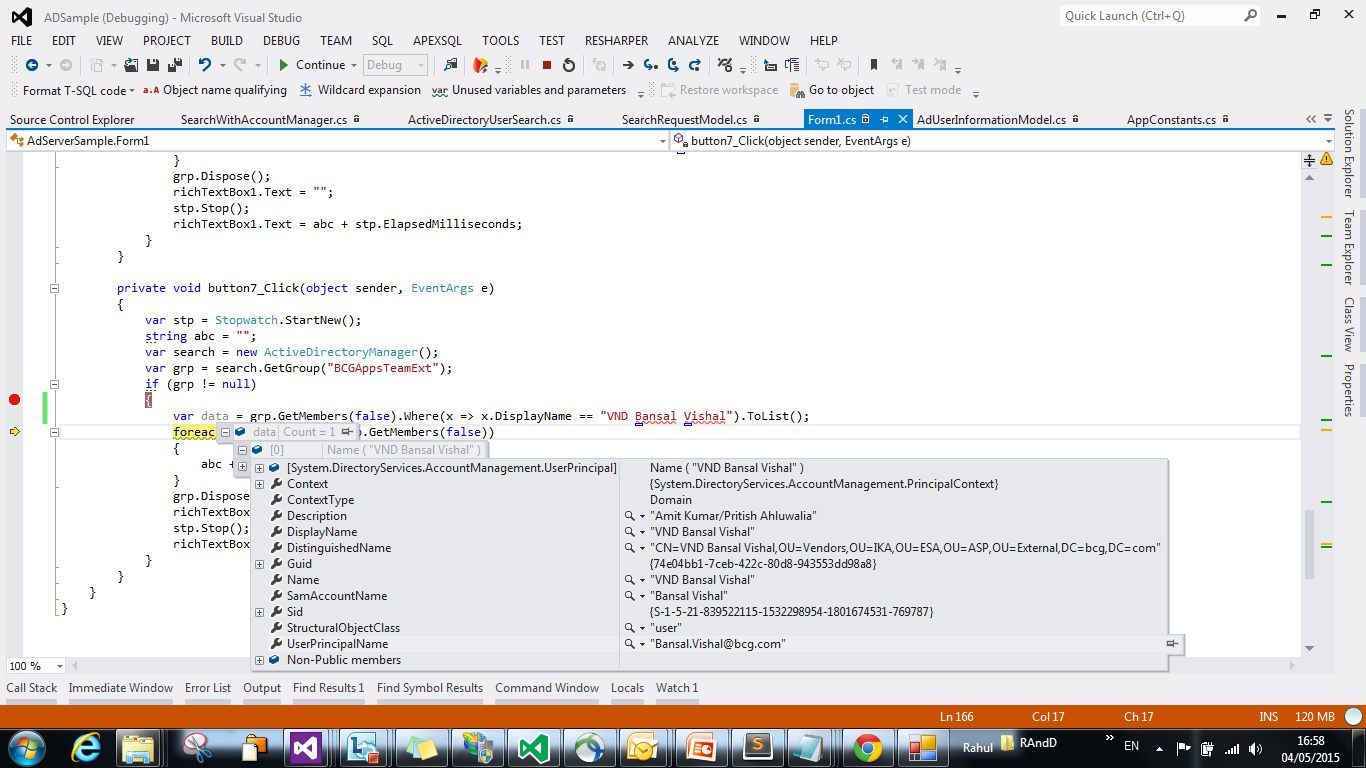 ADSample (Debugging) - Microsoft Visual Studio
Quick Launch (Ctrl+Q)
FILE EDIT VIEW PROJECT BUILD DEBUG TEAM SQL APEXSQL TOOLS TEST RESHARPER ANALYZE WINDOW HELP
Continue Debug
Format T-SQL code a.A Object name qualifying Wildcard expansion var Unused variables and parameters Restore workspace Go to object Test mode
Source Control Explorer SearchWithAccountManager.cs ActiveDirectoryUserSearch.cs SearchRequestModel.cs Form1.cs AdUserInformationModel.cs AppConstants.cs
AdServerSample.Form1 button7_Click(object sender, EventArgs e)
}
grp.Dispose();
richTextBox1.Text = "";
stp.Stop();
richTextBox1.Text = abc + stp.ElapsedMilliseconds;
}
}
private void button7_Click(object sender, EventArgs e)
{
var stp = Stopwatch.StartNew();
string abc = "";
var search = new ActiveDirectoryManager();
var grp = search.GetGroup("BCGAppsTeamExt");
if (grp != null)
{
var data = grp.GetMembers(false).Where(x => x.DisplayName == "VND Bansal Vishal").ToList();
foreac data Count = 1 .GetMembers(false))
{ [0] Name ( "VND Bansal Vishal" )
abc + [System.DirectoryServices.AccountManagement.UserPrincipal] Name ( "VND Bansal Vishal" )
} Context {System.DirectoryServices.AccountManagement.PrincipalContext}
grp.Dispose ContextType Domain
richTextBox Description "Amit Kumar/Pritish Ahluwalia"
stp.Stop(); DisplayName "VND Bansal Vishal"
richTextBox DistinguishedName "CN=VND Bansal Vishal,OU=Vendors,OU=IKA,OU=ESA,OU=ASP,OU=External,DC=bcg,DC=com"
} Guid {74e04bb1-7ceb-422c-80d8-943553dd98a8}
} Name "VND Bansal Vishal"
} SamAccountName "Bansal Vishal"
} Sid {S-1-5-21-839522115-1532298954-1801674531-769787}
StructuralObjectClass "user"
UserPrincipalName "Bansal.Vishal@bcg.com"
Non-Public members
100 %
Solution Explorer
Team Explorer
Class View
Properties
Call Stack Immediate Window Error List Output Find Results 1 Find Symbol Results Command Window Locals Watch 1
Ln 166 Col 17 Ch 17 INS 120 MB
Rahul RAndD EN 16:58
04/05/2015